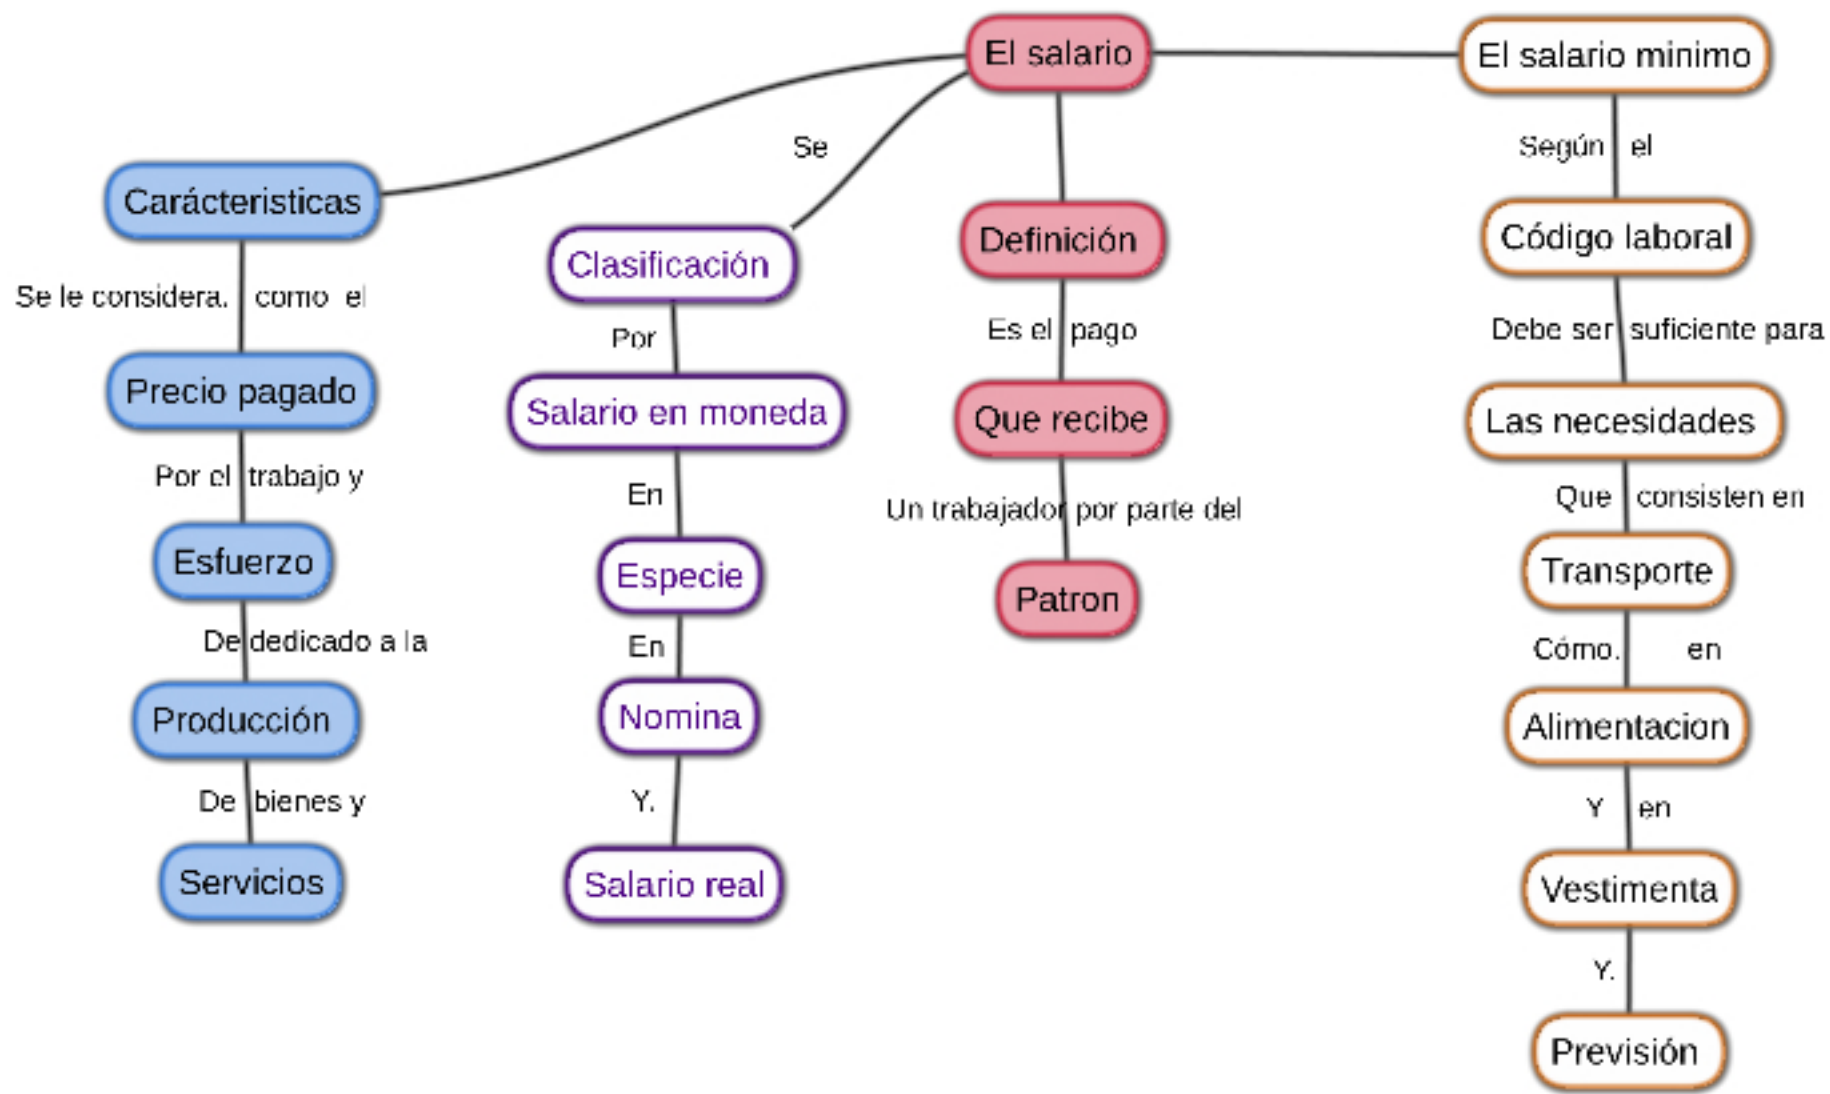 El salario
El salario minimo
Se
Según el
Carácteristicas
Clasificación
Definición
Código laboral
Se le considera. como el
Por
Es el pago
Debe ser suficiente para
Precio pagado
Salario en moneda
Que recibe
Las necesidades
Por el trabajo y
En
Un trabajador por parte del
Que consisten en
Esfuerzo
Especie
Patron
Transporte
De dedicado a la
En
Cómo. en
Producción
Nomina
Alimentacion
De bienes y
Y.
Y en
Servicios
Salario real
Vestimenta
Y.
Previsión